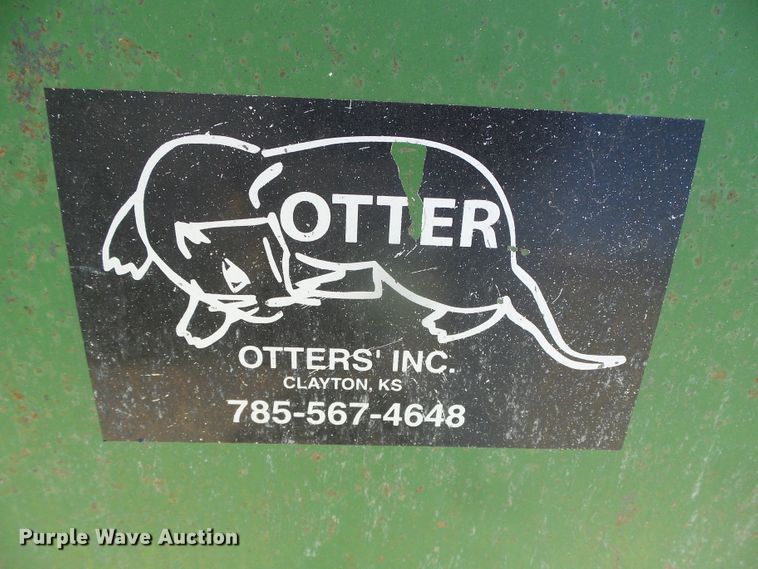 OTTER
OTTERS' INC.
CLAYTON, KS
785-567-4648
Purple Wave Auction